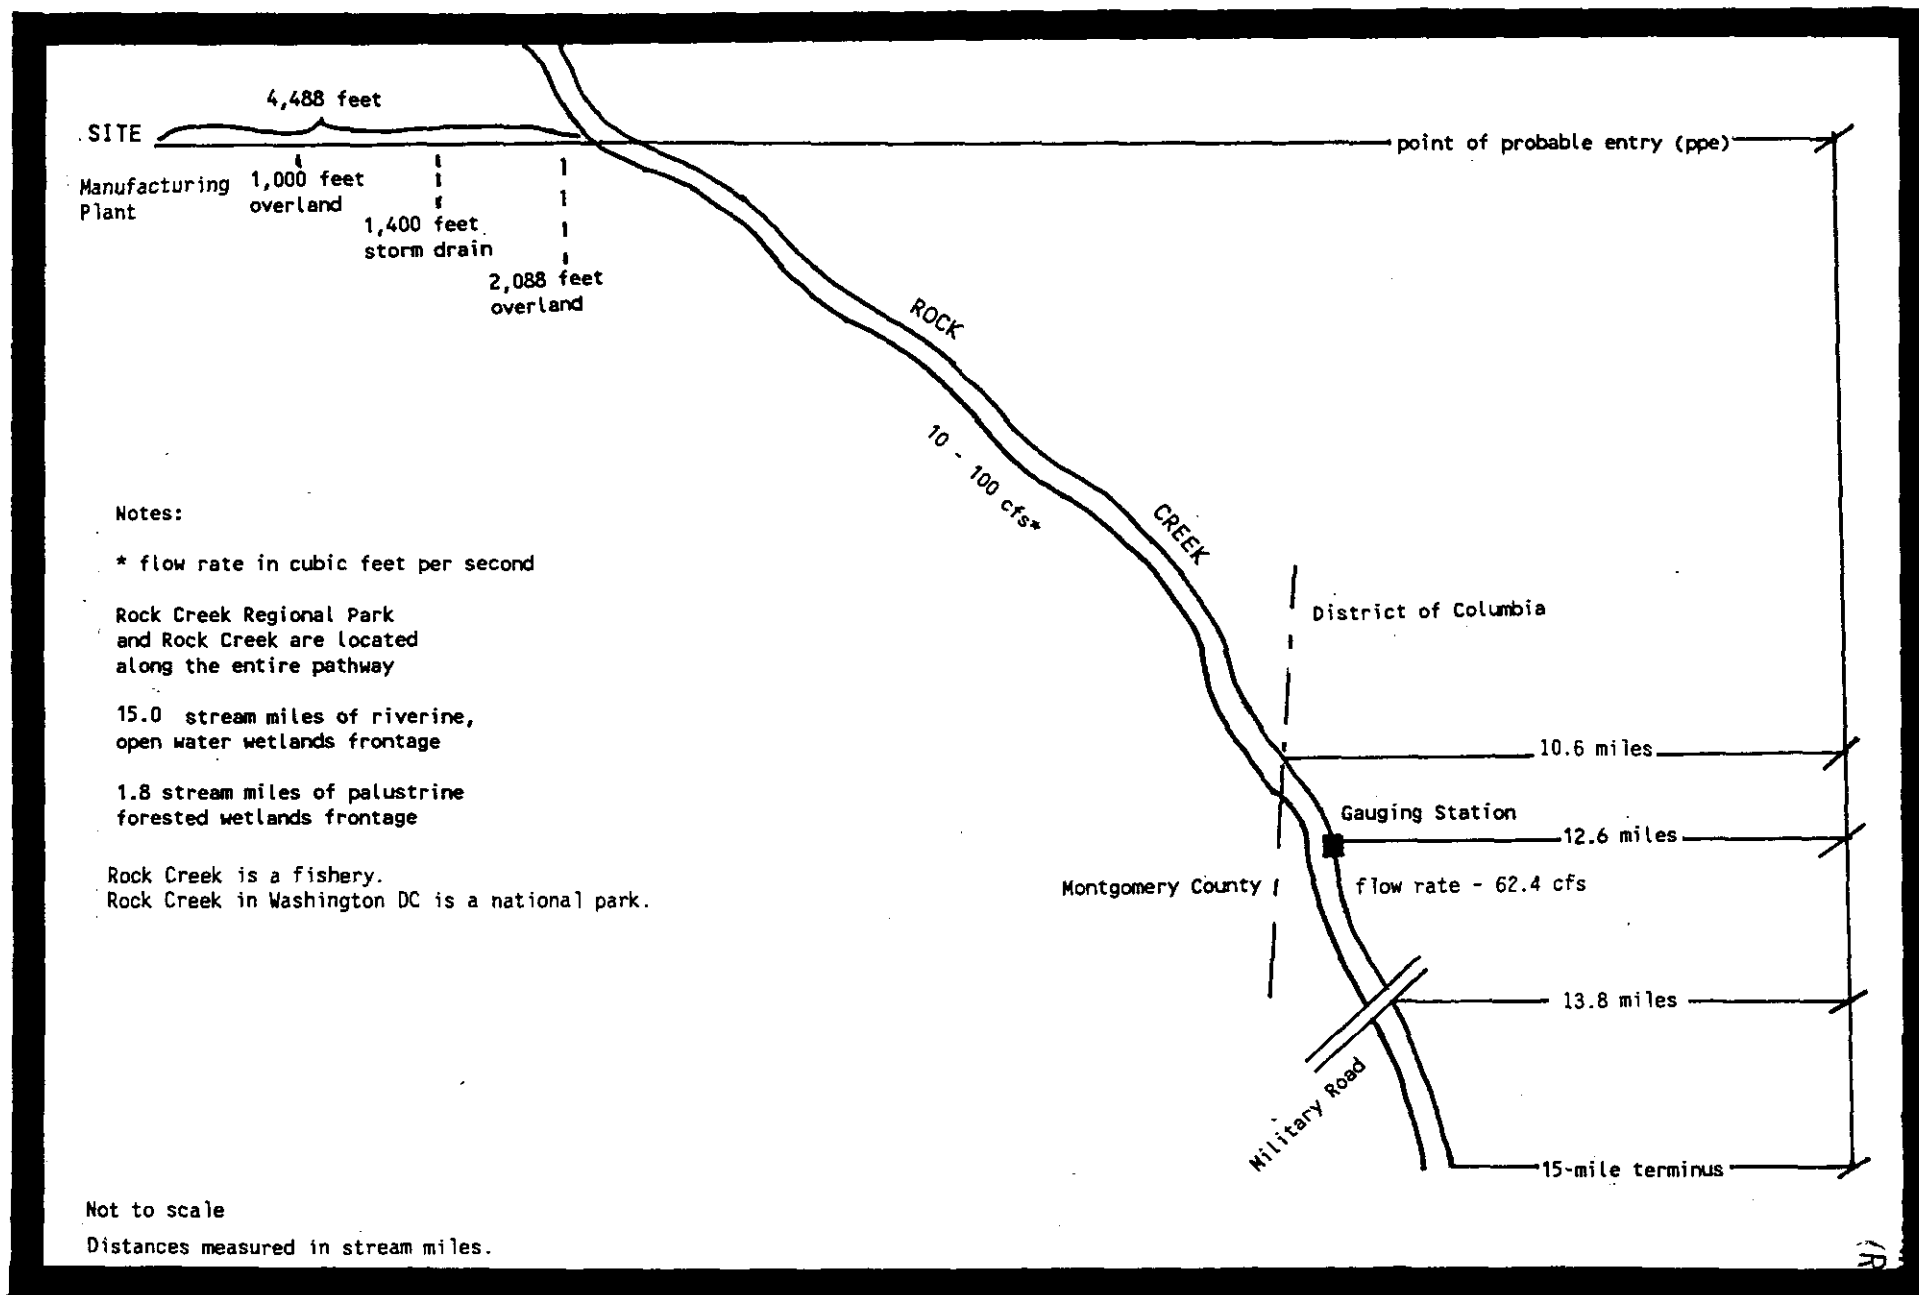 4,488 feet
SITE
point of probable entry (ppe)
Manufacturing
Plant
1,000 feet
overland
1,400 feet
storm drain
2,088 feet
overland
ROCK
CREEK
10 - 100 cfs*
Notes:
* flow rate in cubic feet per second
Rock Creek Regional Park
and Rock Creek are located
along the entire pathway
15.0 stream miles of riverine,
open water wetlands frontage
1.8 stream miles of palustrine
forested wetlands frontage
Rock Creek is a fishery.
Rock Creek in Washington DC is a national park.
District of Columbia
10.6 miles
Gauging Station
12.6 miles
Montgomery County
flow rate - 62.4 cfs
13.8 miles
Military Road
15-mile terminus
Not to scale
Distances measured in stream miles.